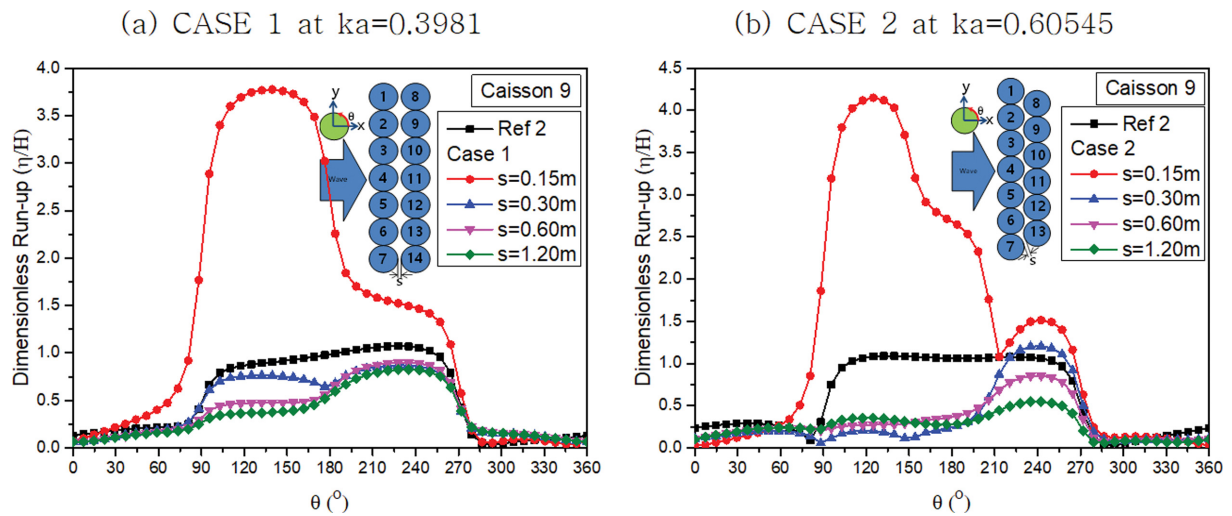 (a) CASE 1 at ka=0.3981
Dimensionless Run-up (η/H)
4.0
3.5
3.0
2.5
2.0
1.5
1.0
0.5
0.0
0 30 60 90 120 150 180 210 240 270 300 330 360
θ (°)
Caisson 9
Ref 2
Case 1
s=0.15m
s=0.30m
s=0.60m
s=1.20m
y
θ
x
Wave
1 8
2 9
3 10
4 11
5 12
6 13
7 14
s
(b) CASE 2 at ka=0.60545
Dimensionless Run-up (η/H)
4.5
4.0
3.5
3.0
2.5
2.0
1.5
1.0
0.5
0.0
0 30 60 90 120 150 180 210 240 270 300 330 360
θ (°)
Caisson 9
Ref 2
Case 2
s=0.15m
s=0.30m
s=0.60m
s=1.20m
y
θ
x
Wave
1
8
2
9
3
10
4
11
5
12
6
13
7
s